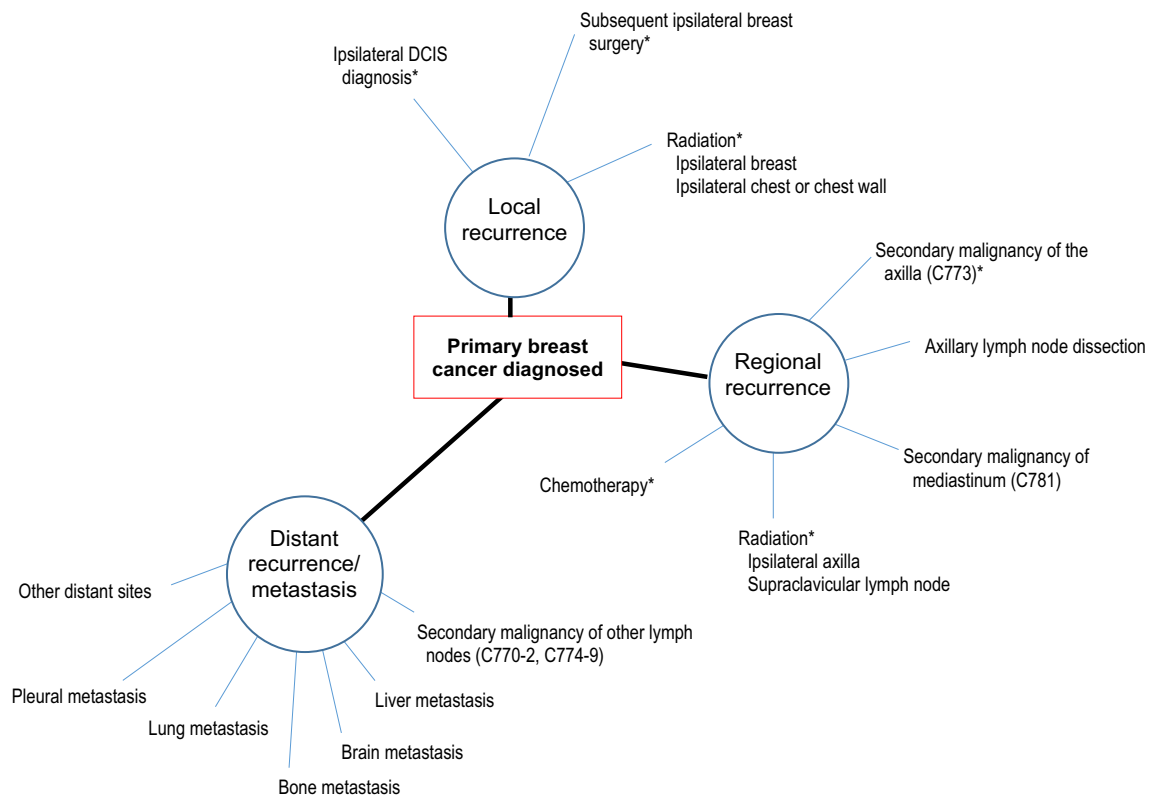 Subsequent ipsilateral breast
surgery*
Ipsilateral DCIS
diagnosis*
Radiation*
Ipsilateral breast
Ipsilateral chest or chest wall
Local
recurrence
Secondary malignancy of the
axilla (C773)*
Primary breast
cancer diagnosed
Axillary lymph node dissection
Regional
recurrence
Secondary malignancy of
mediastinum (C781)
Chemotherapy*
Radiation*
Ipsilateral axilla
Supraclavicular lymph node
Distant
recurrence/
metastasis
Other distant sites
Secondary malignancy of other lymph
nodes (C770-2, C774-9)
Pleural metastasis
Liver metastasis
Lung metastasis
Brain metastasis
Bone metastasis